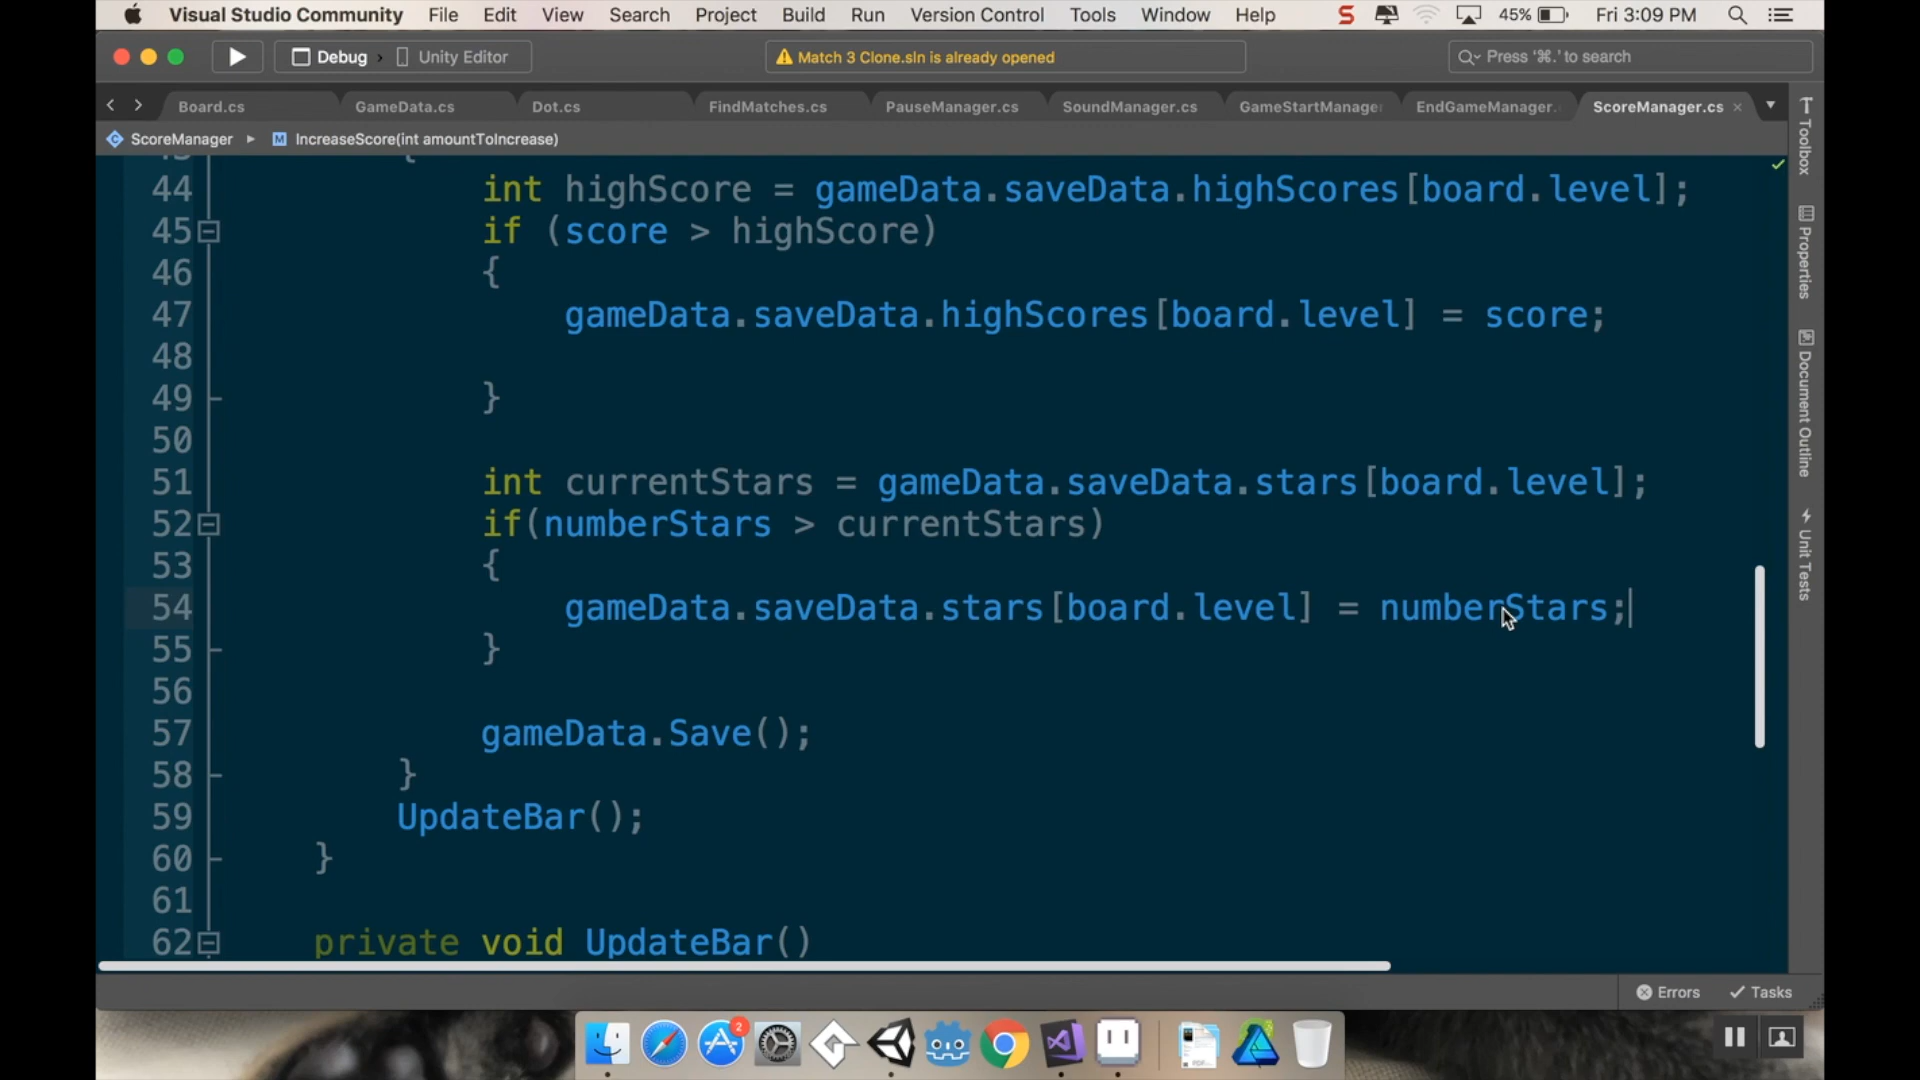 Visual Studio Community File Edit View Search Project Build Run Version Control Tools Window Help S 45% Fri 3:09 PM
Debug Unity Editor Match 3 Clone.sln is already opened Press '⌘.' to search
Board.cs GameData.cs Dot.cs FindMatches.cs PauseManager.cs SoundManager.cs GameStartManage EndGameManager. ScoreManager.cs
ScoreManager M IncreaseScore(int amountToIncrease)
{
44 int highScore = gameData.saveData.highScores[board.level];
45 if (score > highScore)
46 {
47 gameData.saveData.highScores[board.level] = score;
48
49 }
50
51 int currentStars = gameData.saveData.stars[board.level];
52 if(numberStars > currentStars)
53 {
54 gameData.saveData.stars[board.level] = numberStars;
55 }
56
57 gameData.Save();
58 }
59 UpdateBar();
60 }
61
62 private void UpdateBar()
Toolbox
Properties
Document Outline
Unit Tests
Errors Tasks
2
PDF